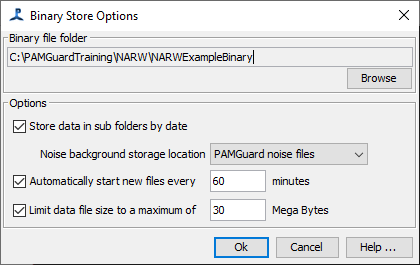 Binary Store Options
Binary file folder
C:\PAMGuardTraining\NARW\NARWExampleBinary
Browse
Options
Store data in sub folders by date
Noise background storage location PAMGuard noise files
Automatically start new files every 60 minutes
Limit data file size to a maximum of 30 Mega Bytes
Ok Cancel Help ...